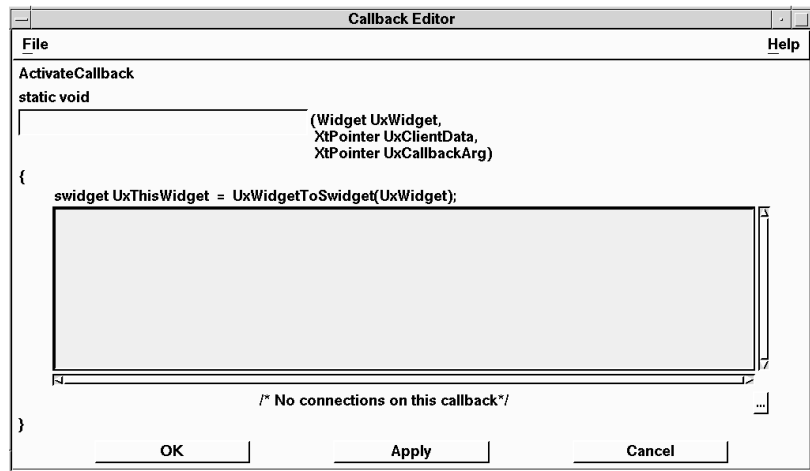 Callback Editor
File Help
ActivateCallback
static void
(Widget UxWidget,
XtPointer UxClientData,
XtPointer UxCallbackArg)
{
swidget UxThisWidget = UxWidgetToSwidget(UxWidget);
/* No connections on this callback*/
...
}
OK Apply Cancel